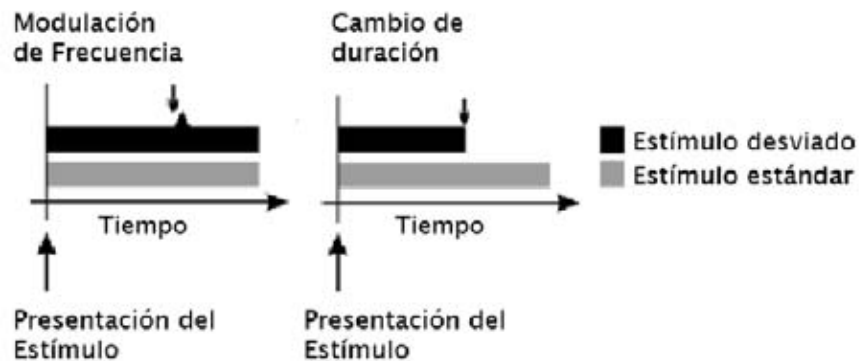 Modulación
de Frecuencia
Cambio de
duración
Estímulo desviado
Estímulo estándar
Tiempo
Tiempo
Presentación del
Estímulo
Presentación del
Estímulo